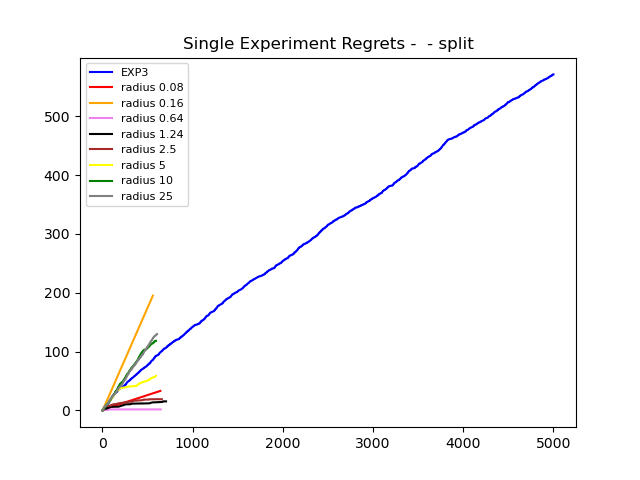 Single Experiment Regrets -  - split
EXP3
radius 0.08
radius 0.16
radius 0.64
radius 1.24
radius 2.5
radius 5
radius 10
radius 25
500
400
300
200
100
0
0 1000 2000 3000 4000 5000